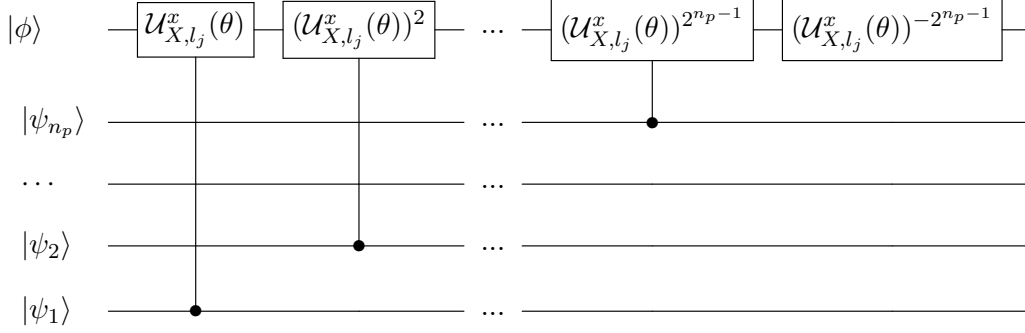 |ϕ⟩ 𝒰^x_{X,l_j}(θ) (𝒰^x_{X,l_j}(θ))^2 ... (𝒰^x_{X,l_j}(θ))^{2^{n_p−1}} (𝒰^x_{X,l_j}(θ))^{−2^{n_p−1}}
|ψ_{n_p}⟩ ...
⋯ ...
|ψ_2⟩ ...
|ψ_1⟩ ...